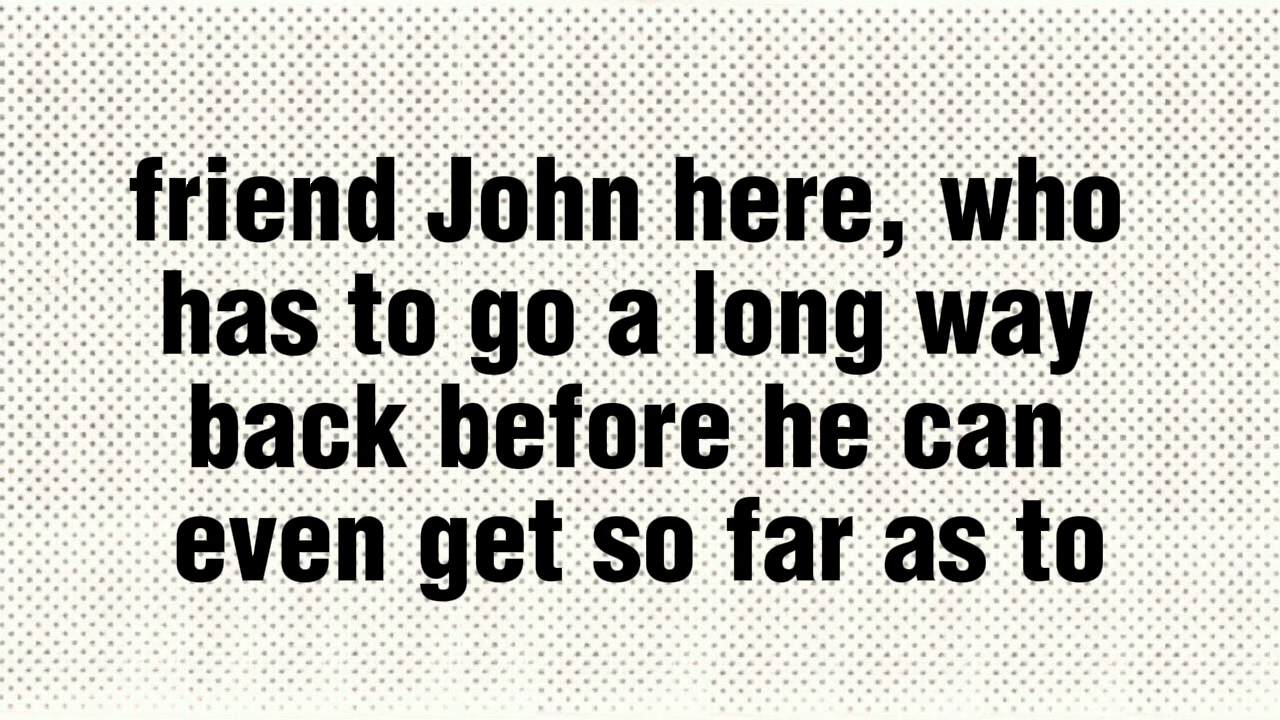 friend John here, who
has to go a long way
back before he can
even get so far as to